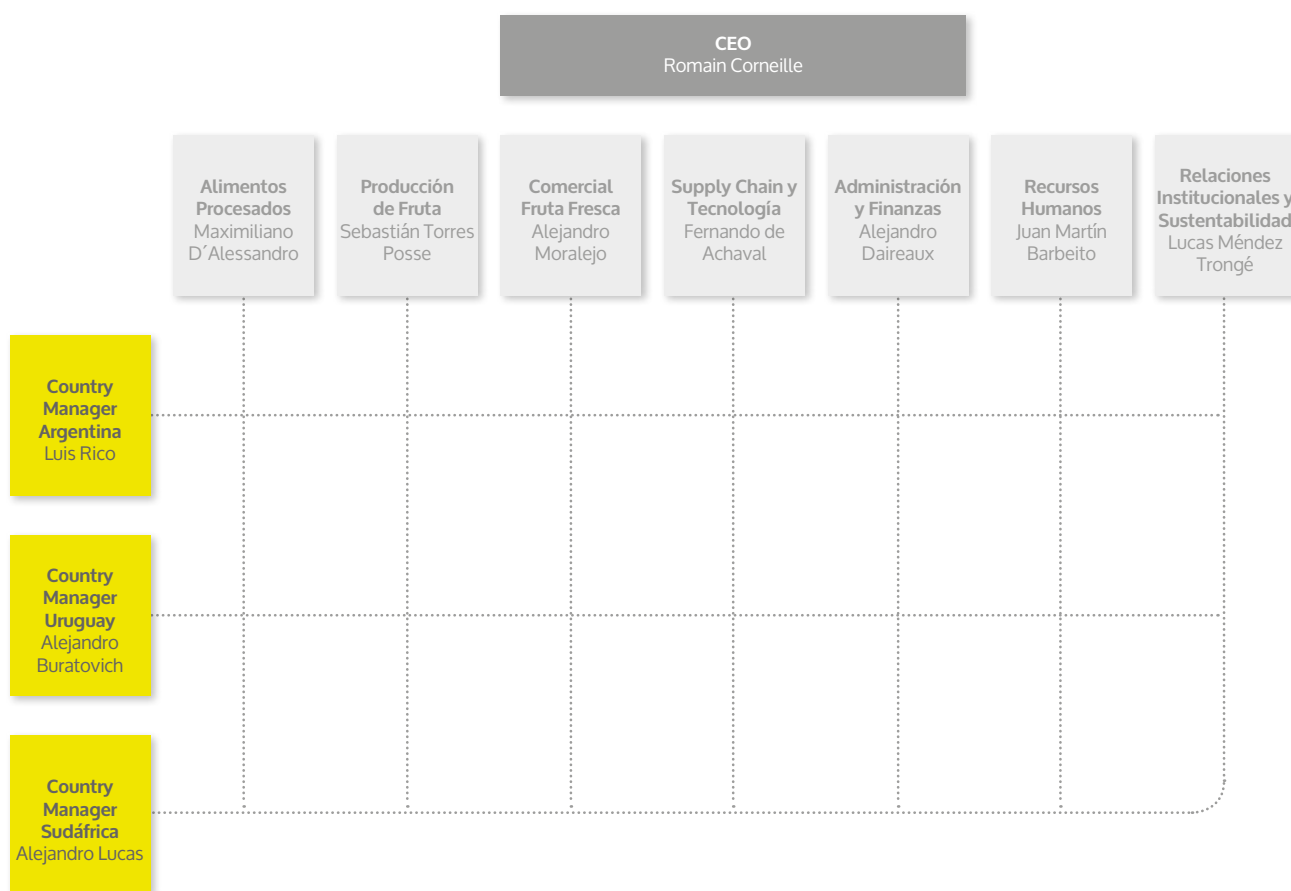 CEO
Romain Corneille
Alimentos
Procesados
Maximiliano
D´Alessandro
Producción
de Fruta
Sebastián Torres
Posse
Comercial
Fruta Fresca
Alejandro
Moralejo
Supply Chain y
Tecnología
Fernando de
Achaval
Administración
y Finanzas
Alejandro
Daireaux
Recursos
Humanos
Juan Martín
Barbeito
Relaciones
Institucionales y
Sustentabilidad
Lucas Méndez
Trongé
Country
Manager
Argentina
Luis Rico
Country
Manager
Uruguay
Alejandro
Buratovich
Country
Manager
Sudáfrica
Alejandro Lucas